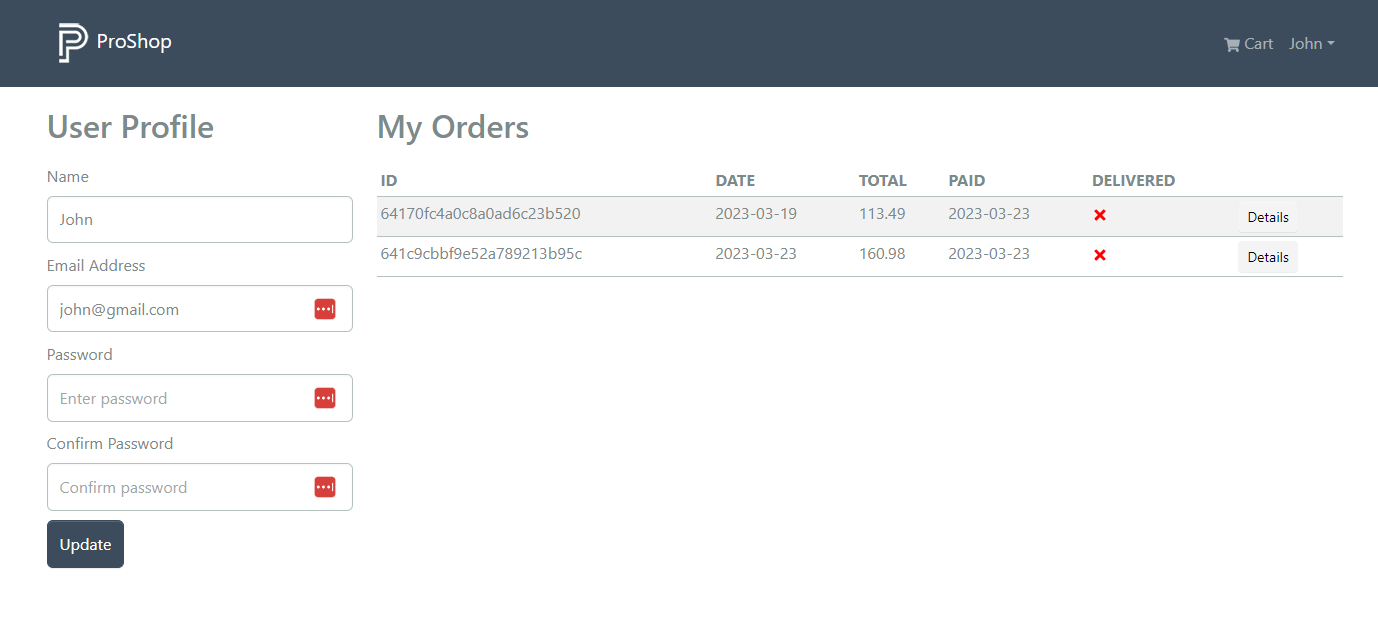 ProShop
Cart John
User Profile
Name
John
Email Address
john@gmail.com
Password
Enter password
Confirm Password
Confirm password
Update
My Orders
ID DATE TOTAL PAID DELIVERED
64170fc4a0c8a0ad6c23b520 2023-03-19 113.49 2023-03-23 Details
641c9cbbf9e52a789213b95c 2023-03-23 160.98 2023-03-23 Details